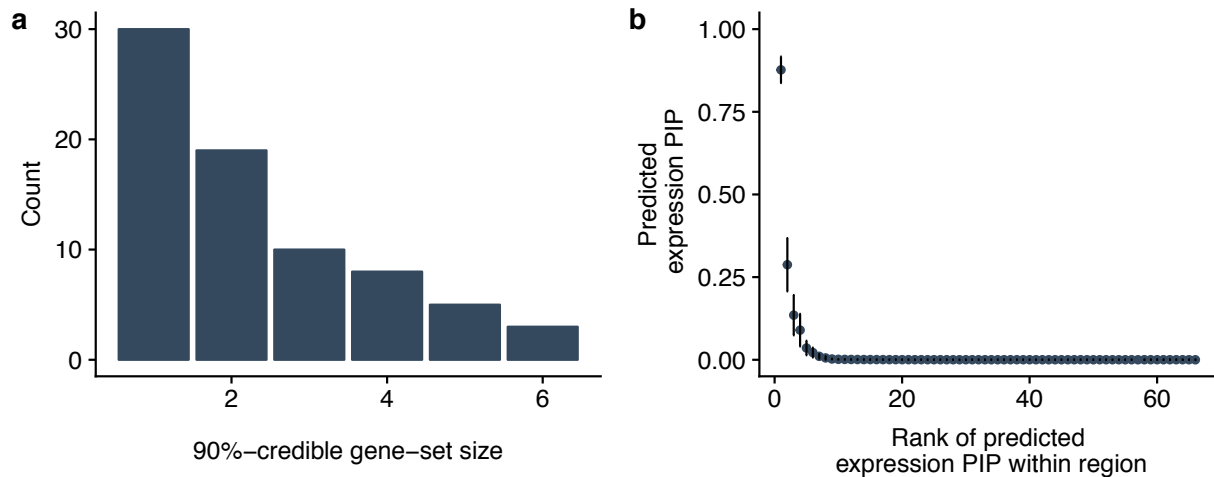 a
30
20
10
0
Count
2
4
6
90%−credible gene−set size
b
1.00
0.75
0.50
0.25
0.00
Predicted
expression PIP
0
20
40
60
Rank of predicted
expression PIP within region